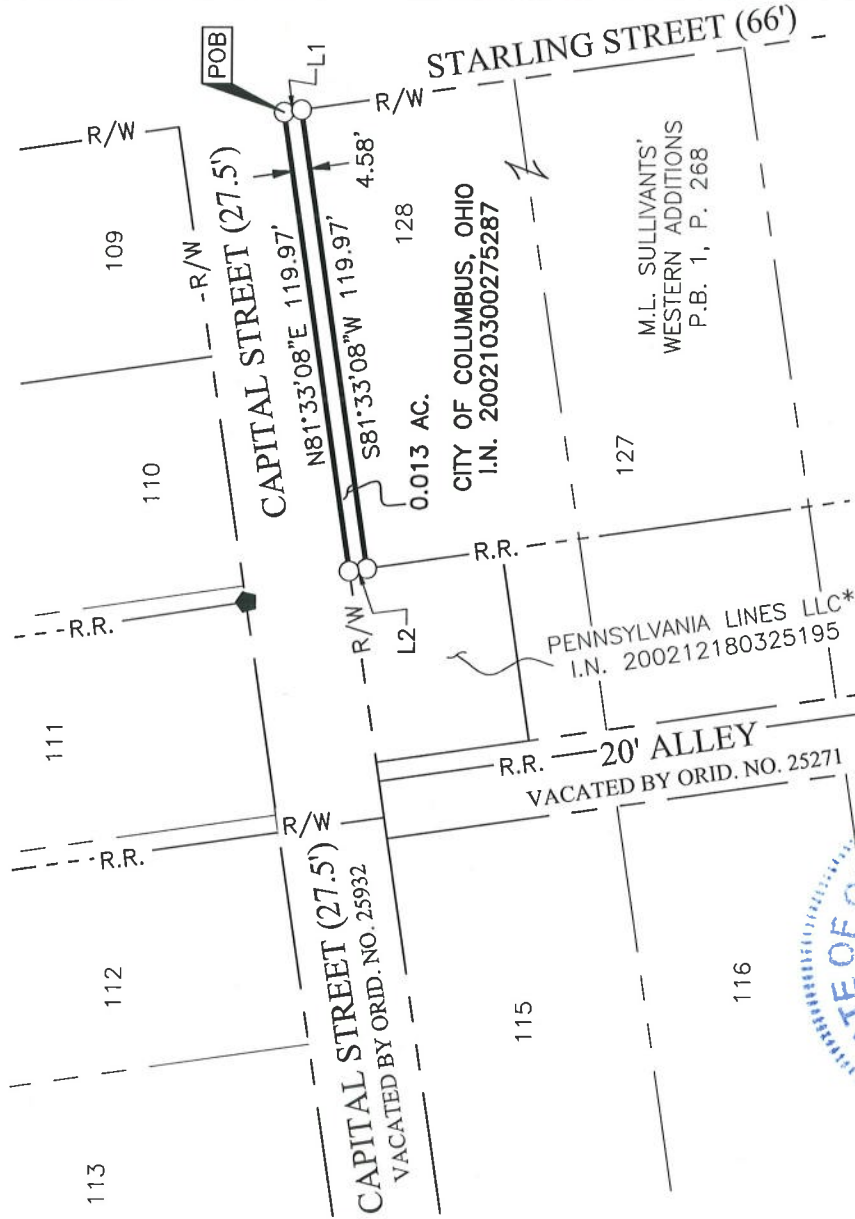 POB
L1
STARLING STREET (66')
R/W
R/W
109
-R/W
CAPITAL STREET (27.5')
N81°33'08"E 119.97'
S81°33'08"W 119.97'
4.58'
128
0.013 AC.
CITY OF COLUMBUS, OHIO
I.N. 200210300275287
M.L. SULLIVANTS'
WESTERN ADDITIONS
P.B. 1, P. 268
110
127
R.R.
R/W
L2
R.R.
PENNSYLVANIA LINES LLC*
I.N. 200212180325195
111
R.R.
20' ALLEY
VACATED BY ORID. NO. 25271
R/W
R.R.
CAPITAL STREET (27.5')
VACATED BY ORID. NO. 25932
112
115
116
113
TE OF